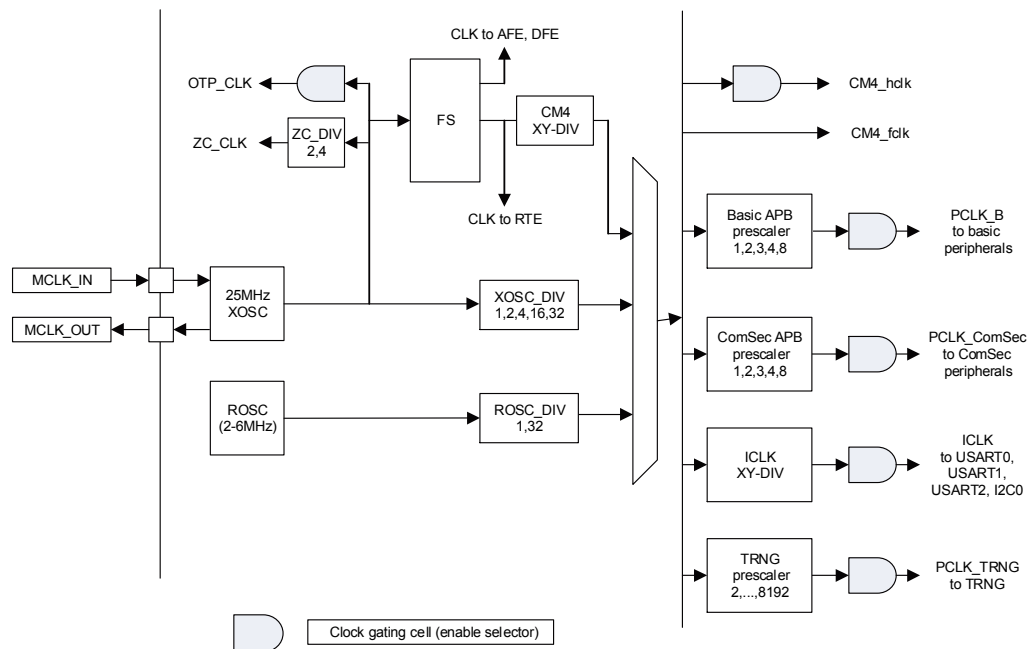 CLK to AFE, DFE
OTP_CLK
ZC_CLK
ZC_DIV
2,4
FS
CM4
XY-DIV
CLK to RTE
MCLK_IN
MCLK_OUT
25MHz
XOSC
XOSC_DIV
1,2,4,16,32
ROSC
(2-6MHz)
ROSC_DIV
1,32
CM4_hclk
CM4_fclk
Basic APB
prescaler
1,2,3,4,8
PCLK_B
to basic
peripherals
ComSec APB
prescaler
1,2,3,4,8
PCLK_ComSec
to ComSec
peripherals
ICLK
XY-DIV
ICLK
to USART0,
USART1,
USART2, I2C0
TRNG
prescaler
2,...,8192
PCLK_TRNG
to TRNG
Clock gating cell (enable selector)